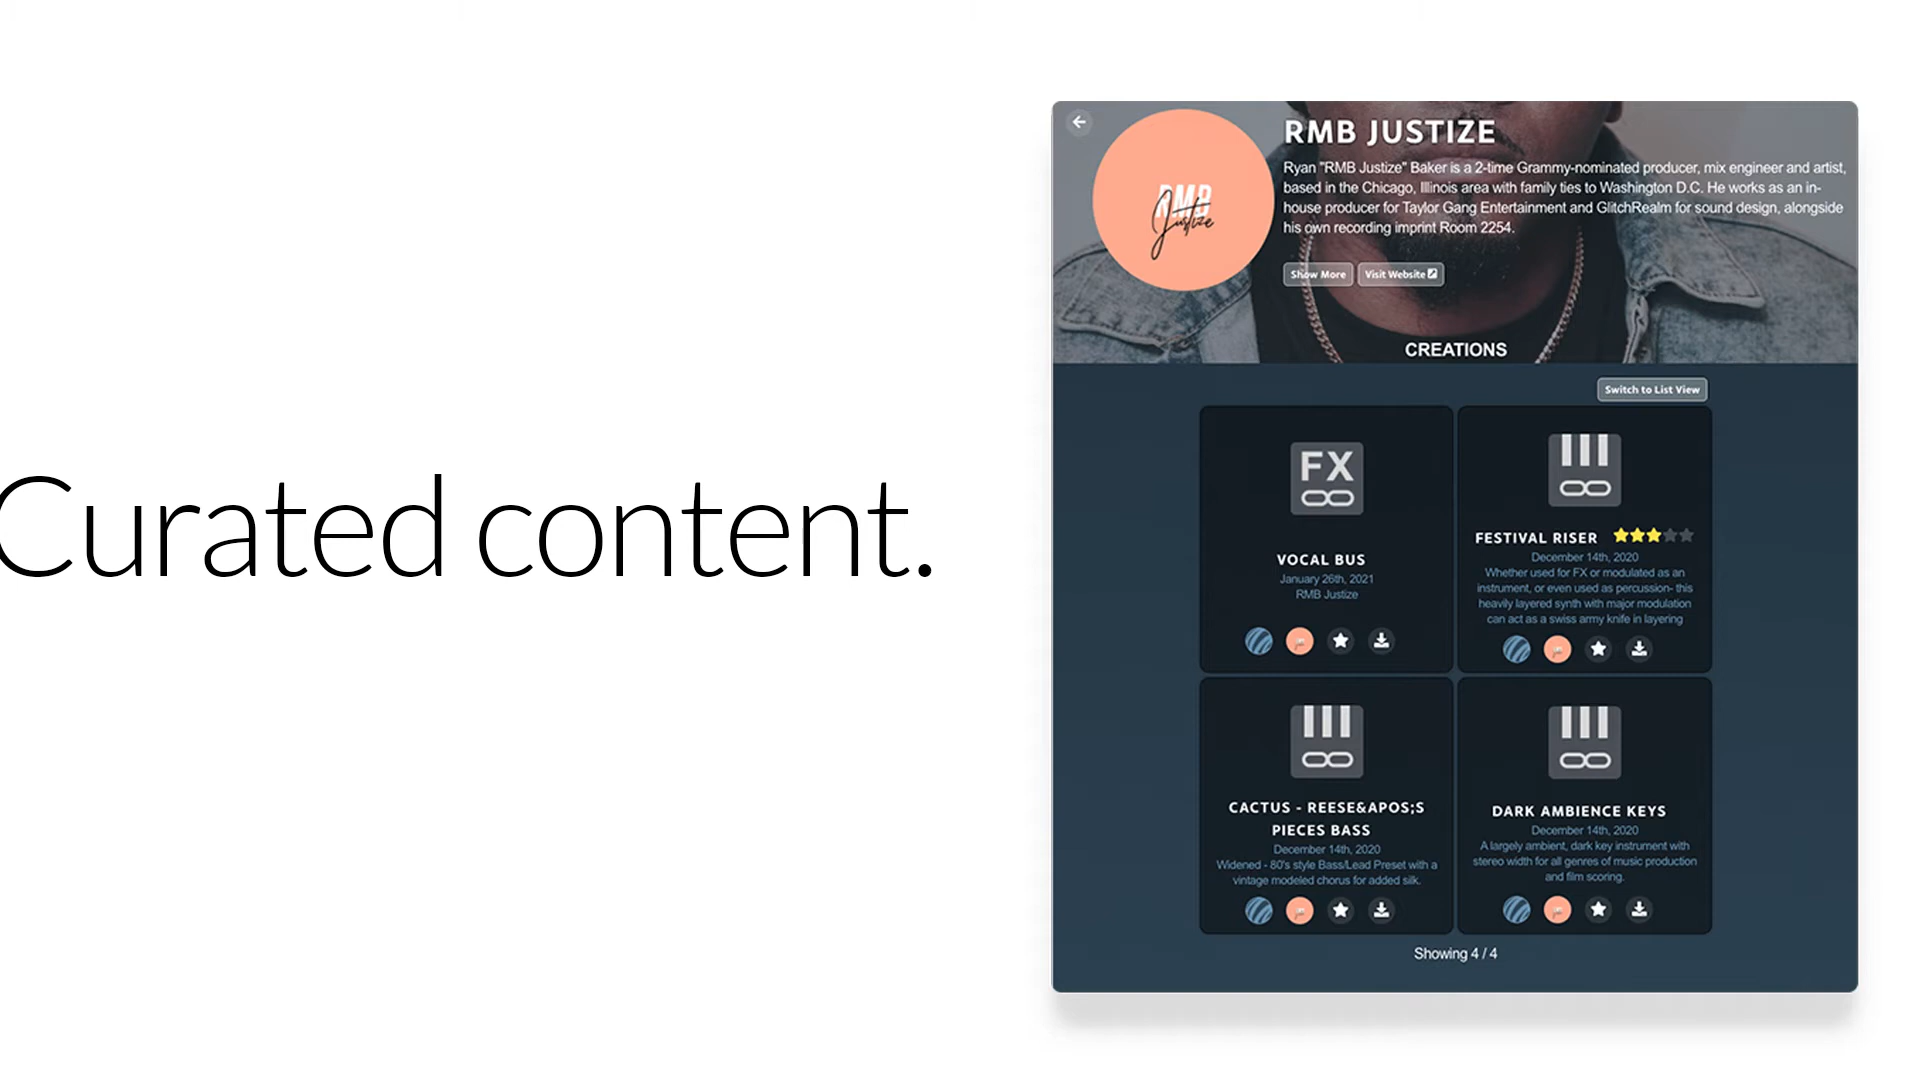 Curated content.
RMB JUSTIZE
Ryan "RMB Justize" Baker is a 2-time Grammy-nominated producer, mix engineer and artist,
based in the Chicago, Illinois area with family ties to Washington D.C. He works as an in-
house producer for Taylor Gang Entertainment and GlitchRealm for sound design, alongside
his own recording imprint Room 2254.
RMB
Justize
Show More
Visit Website
CREATIONS
Switch to List View
FX
VOCAL BUS
January 26th, 2021
RMB Justize
FESTIVAL RISER
December 14th, 2020
Whether used for FX or modulated as an
instrument, or even used as percussion- this
heavily layered synth with major modulation
can act as a swiss army knife in layering
CACTUS - REESE&APOS;S
PIECES BASS
December 14th, 2020
Widened - 80's style Bass/Lead Preset with a
vintage modeled chorus for added silk.
DARK AMBIENCE KEYS
December 14th, 2020
A largely ambient, dark key instrument with
stereo width for all genres of music production
and film scoring.
Showing 4 / 4